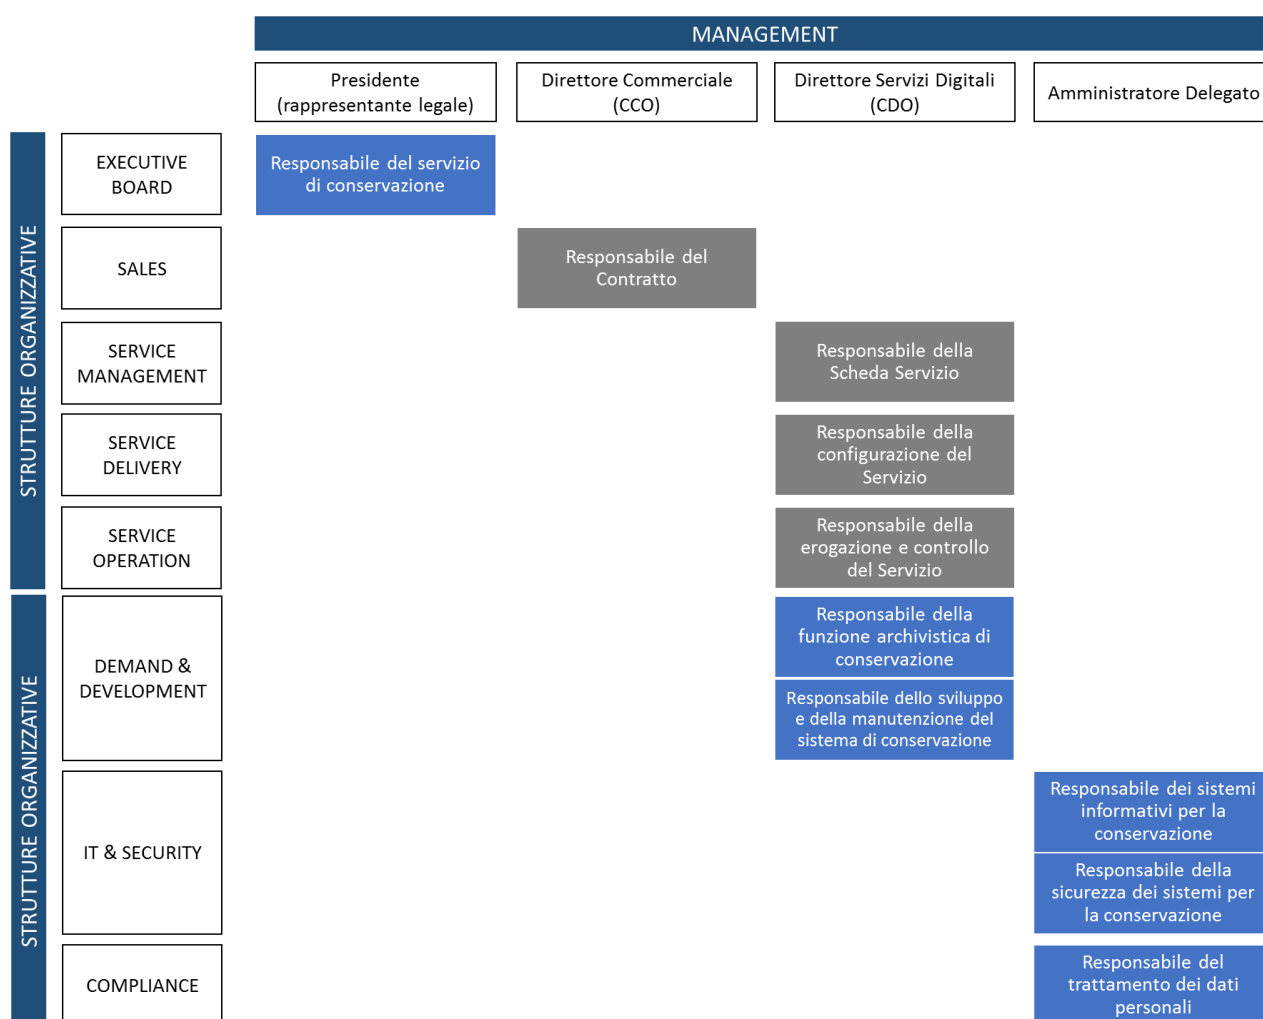 MANAGEMENT
Presidente
(rappresentante legale)
Direttore Commerciale
(CCO)
Direttore Servizi Digitali
(CDO)
Amministratore Delegato
STRUTTURE ORGANIZZATIVE
EXECUTIVE
BOARD
Responsabile del servizio
di conservazione
SALES
Responsabile del
Contratto
SERVICE
MANAGEMENT
Responsabile della
Scheda Servizio
SERVICE
DELIVERY
Responsabile della
configurazione del
Servizio
SERVICE
OPERATION
Responsabile della
erogazione e controllo
del Servizio
STRUTTURE ORGANIZZATIVE
DEMAND &
DEVELOPMENT
Responsabile della
funzione archivistica di
conservazione
Responsabile dello sviluppo
e della manutenzione del
sistema di conservazione
IT & SECURITY
Responsabile dei sistemi
informativi per la
conservazione
Responsabile della
sicurezza dei sistemi per
la conservazione
COMPLIANCE
Responsabile del
trattamento dei dati
personali